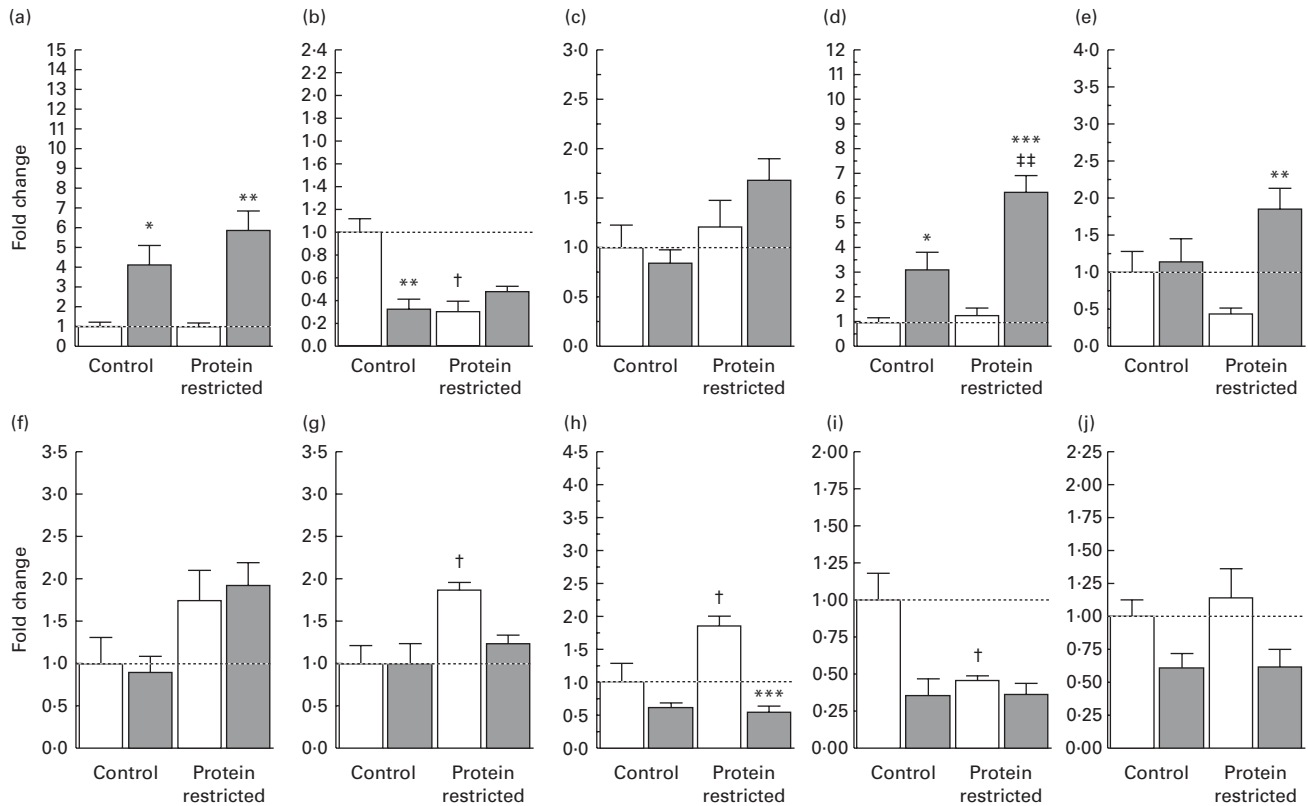 (a)
Fold change
15
14
13
12
11
10
9
8
7
6
5
4
3
2
1
0
*
**
Control
Protein
restricted
(b)
2·4
2·2
2·0
1·8
1·6
1·4
1·2
1·0
0·8
0·6
0·4
0·2
0·0
**
†
Control
Protein
restricted
(c)
3·0
2·5
2·0
1·5
1·0
0·5
0·0
Control
Protein
restricted
(d)
12
11
10
9
8
7
6
5
4
3
2
1
0
*
***
‡‡
Control
Protein
restricted
(e)
4·0
3·5
3·0
2·5
2·0
1·5
1·0
0·5
0·0
**
Control
Protein
restricted
(f)
Fold change
3·5
3·0
2·5
2·0
1·5
1·0
0·5
0·0
Control
Protein
restricted
(g)
3·5
3·0
2·5
2·0
1·5
1·0
0·5
0·0
†
Control
Protein
restricted
(h)
4·5
4·0
3·5
3·0
2·5
2·0
1·5
1·0
0·5
0·0
†
***
Control
Protein
restricted
(i)
2·00
1·75
1·50
1·25
1·00
0·75
0·50
0·25
0·00
†
Control
Protein
restricted
(j)
2·25
2·00
1·75
1·50
1·25
1·00
0·75
0·50
0·25
0·00
Control
Protein
restricted